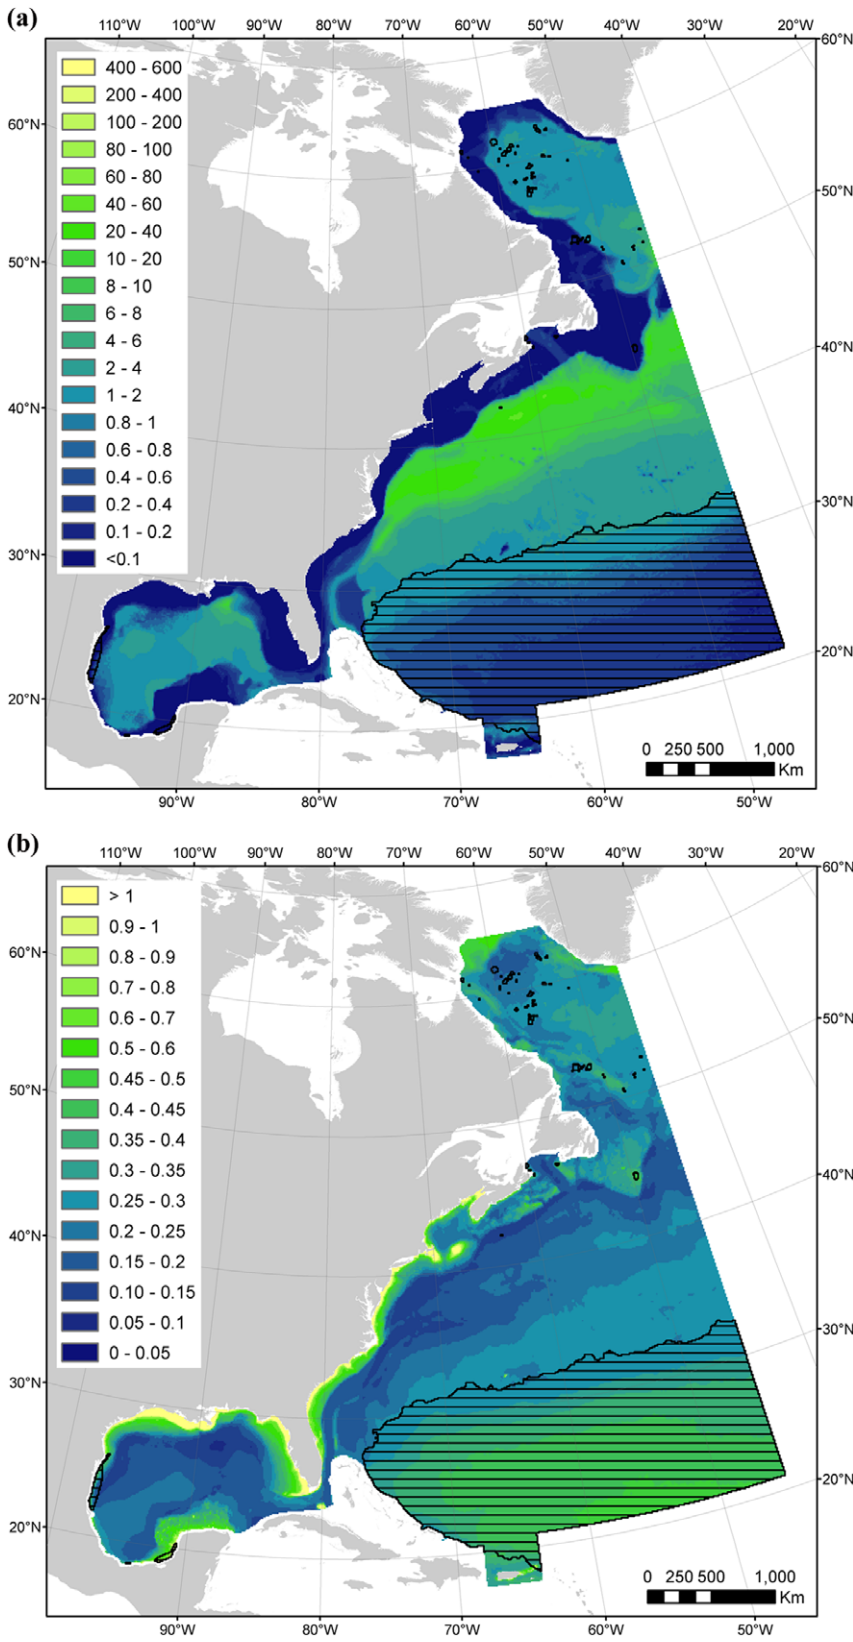 (a)
110°W 100°W 90°W 80°W 70°W 60°W 50°W 40°W 30°W 20°W
60°N
400 - 600
200 - 400
100 - 200
80 - 100
60 - 80
40 - 60
20 - 40
10 - 20
8 - 10
6 - 8
4 - 6
2 - 4
1 - 2
0.8 - 1
0.6 - 0.8
0.4 - 0.6
0.2 - 0.4
0.1 - 0.2
<0.1
60°N
50°N
40°N
30°N
20°N
50°N
40°N
30°N
20°N
0 250 500 1,000
Km
90°W 80°W 70°W 60°W 50°W
(b)
110°W 100°W 90°W 80°W 70°W 60°W 50°W 40°W 30°W 20°W
60°N
> 1
0.9 - 1
0.8 - 0.9
0.7 - 0.8
0.6 - 0.7
0.5 - 0.6
0.45 - 0.5
0.4 - 0.45
0.35 - 0.4
0.3 - 0.35
0.25 - 0.3
0.2 - 0.25
0.15 - 0.2
0.10 - 0.15
0.05 - 0.1
0 - 0.05
60°N
50°N
40°N
30°N
20°N
50°N
40°N
30°N
20°N
0 250 500 1,000
Km
90°W 80°W 70°W 60°W 50°W